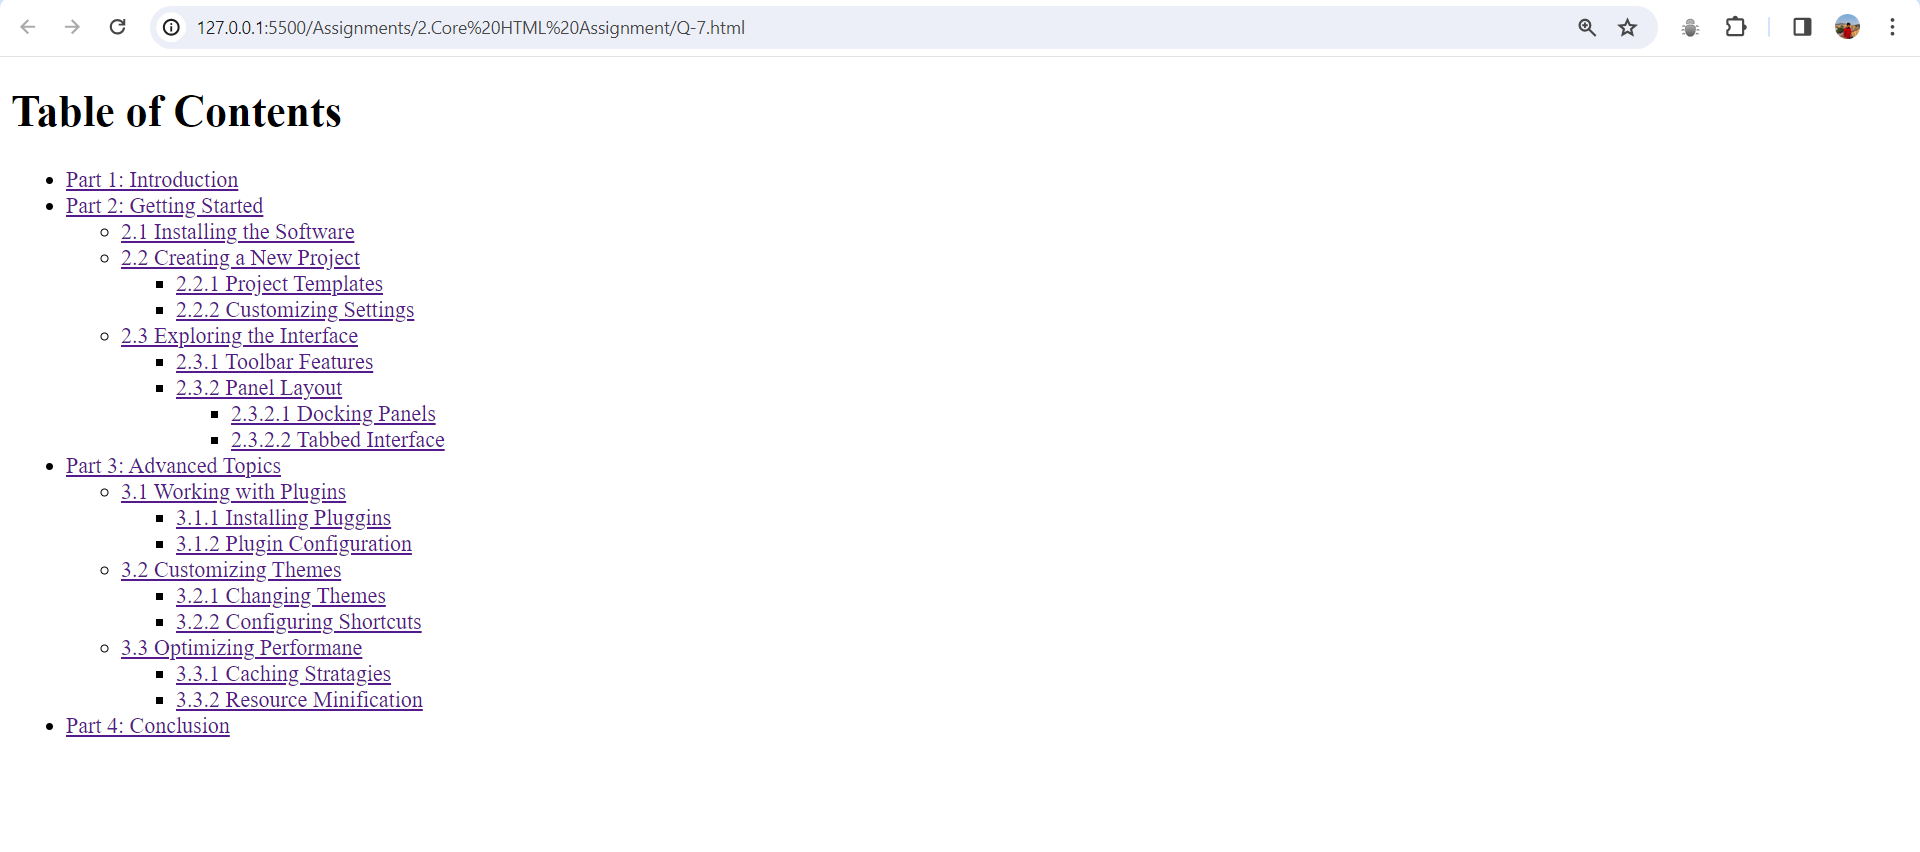 127.0.0.1:5500/Assignments/2.Core%20HTML%20Assignment/Q-7.html
Table of Contents
Part 1: Introduction
Part 2: Getting Started
2.1 Installing the Software
2.2 Creating a New Project
2.2.1 Project Templates
2.2.2 Customizing Settings
2.3 Exploring the Interface
2.3.1 Toolbar Features
2.3.2 Panel Layout
2.3.2.1 Docking Panels
2.3.2.2 Tabbed Interface
Part 3: Advanced Topics
3.1 Working with Plugins
3.1.1 Installing Pluggins
3.1.2 Plugin Configuration
3.2 Customizing Themes
3.2.1 Changing Themes
3.2.2 Configuring Shortcuts
3.3 Optimizing Performane
3.3.1 Caching Stratagies
3.3.2 Resource Minification
Part 4: Conclusion